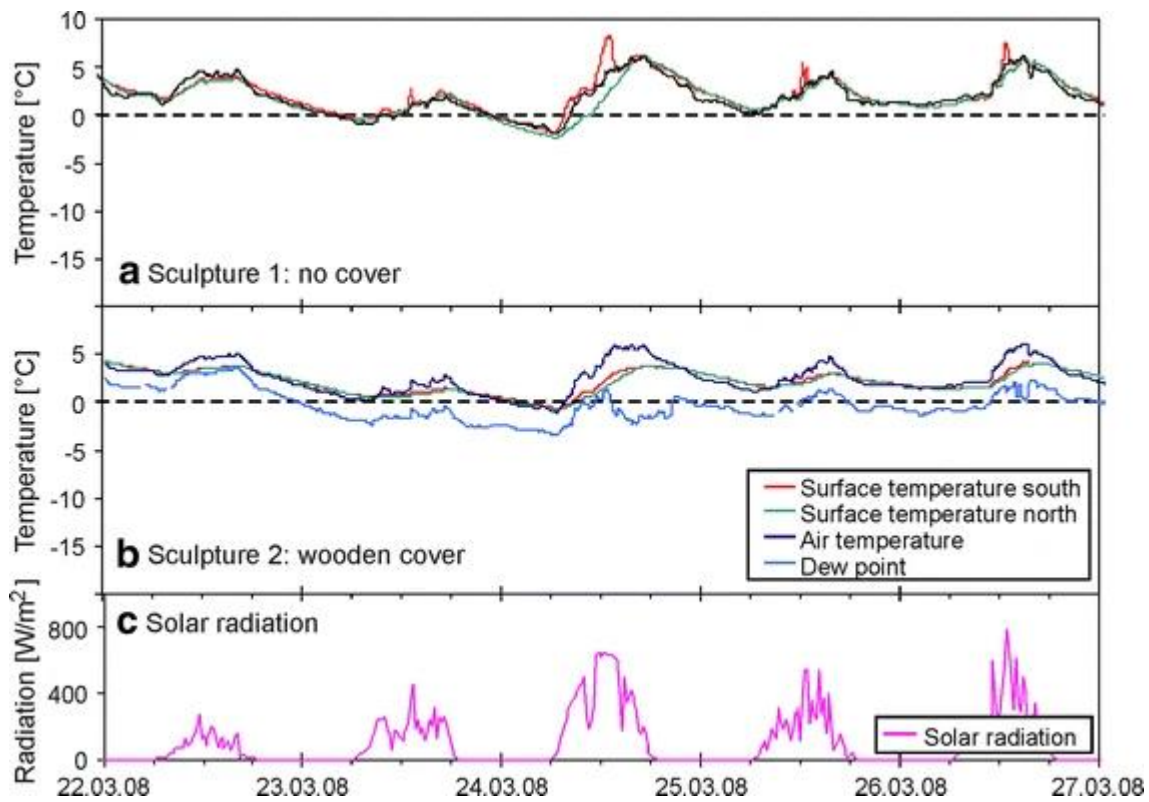 10
5
0
-5
-10
-15
Temperature [°C]
a Sculpture 1: no cover
5
0
-5
-10
-15
Temperature [°C]
b Sculpture 2: wooden cover
Surface temperature south
Surface temperature north
Air temperature
Dew point
c Solar radiation
800
400
0
Radiation [W/m²]
Solar radiation
22.03.08 23.03.08 24.03.08 25.03.08 26.03.08 27.03.08